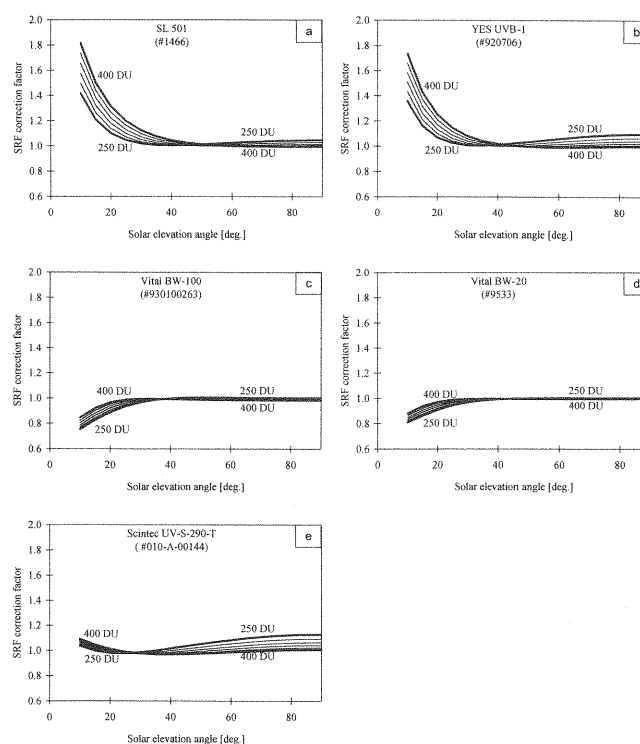 SL 501
(#1466)
a
2.0
1.8
1.6
1.4
1.2
1.0
0.8
0.6
SRF correction factor
400 DU
250 DU
250 DU
400 DU
0 20 40 60 80
Solar elevation angle [deg.]
YES UVB-1
(#920706)
b
2.0
1.8
1.6
1.4
1.2
1.0
0.8
0.6
SRF correction factor
400 DU
250 DU
250 DU
400 DU
0 20 40 60 80
Solar elevation angle [deg.]
Vital BW-100
(#930100263)
c
2.0
1.8
1.6
1.4
1.2
1.0
0.8
0.6
SRF correction factor
400 DU
250 DU
250 DU
400 DU
0 20 40 60 80
Solar elevation angle [deg.]
Vital BW-20
(#9533)
d
2.0
1.8
1.6
1.4
1.2
1.0
0.8
0.6
SRF correction factor
400 DU
250 DU
250 DU
400 DU
0 20 40 60 80
Solar elevation angle [deg.]
Scintec UV-S-290-T
( #010-A-00144)
e
2.0
1.8
1.6
1.4
1.2
1.0
0.8
0.6
SRF correction factor
400 DU
250 DU
250 DU
400 DU
0 20 40 60 80
Solar elevation angle [deg.]